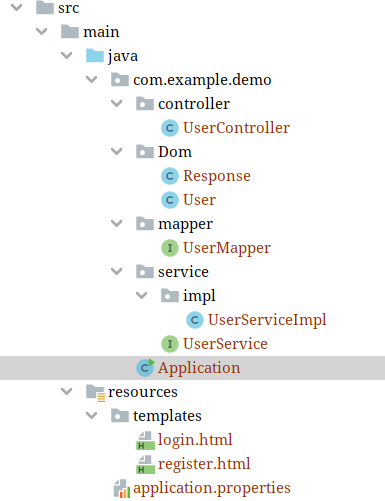 src
main
java
com.example.demo
controller
UserController
Dom
Response
User
mapper
UserMapper
service
impl
UserServiceImpl
UserService
Application
resources
templates
login.html
register.html
application.properties